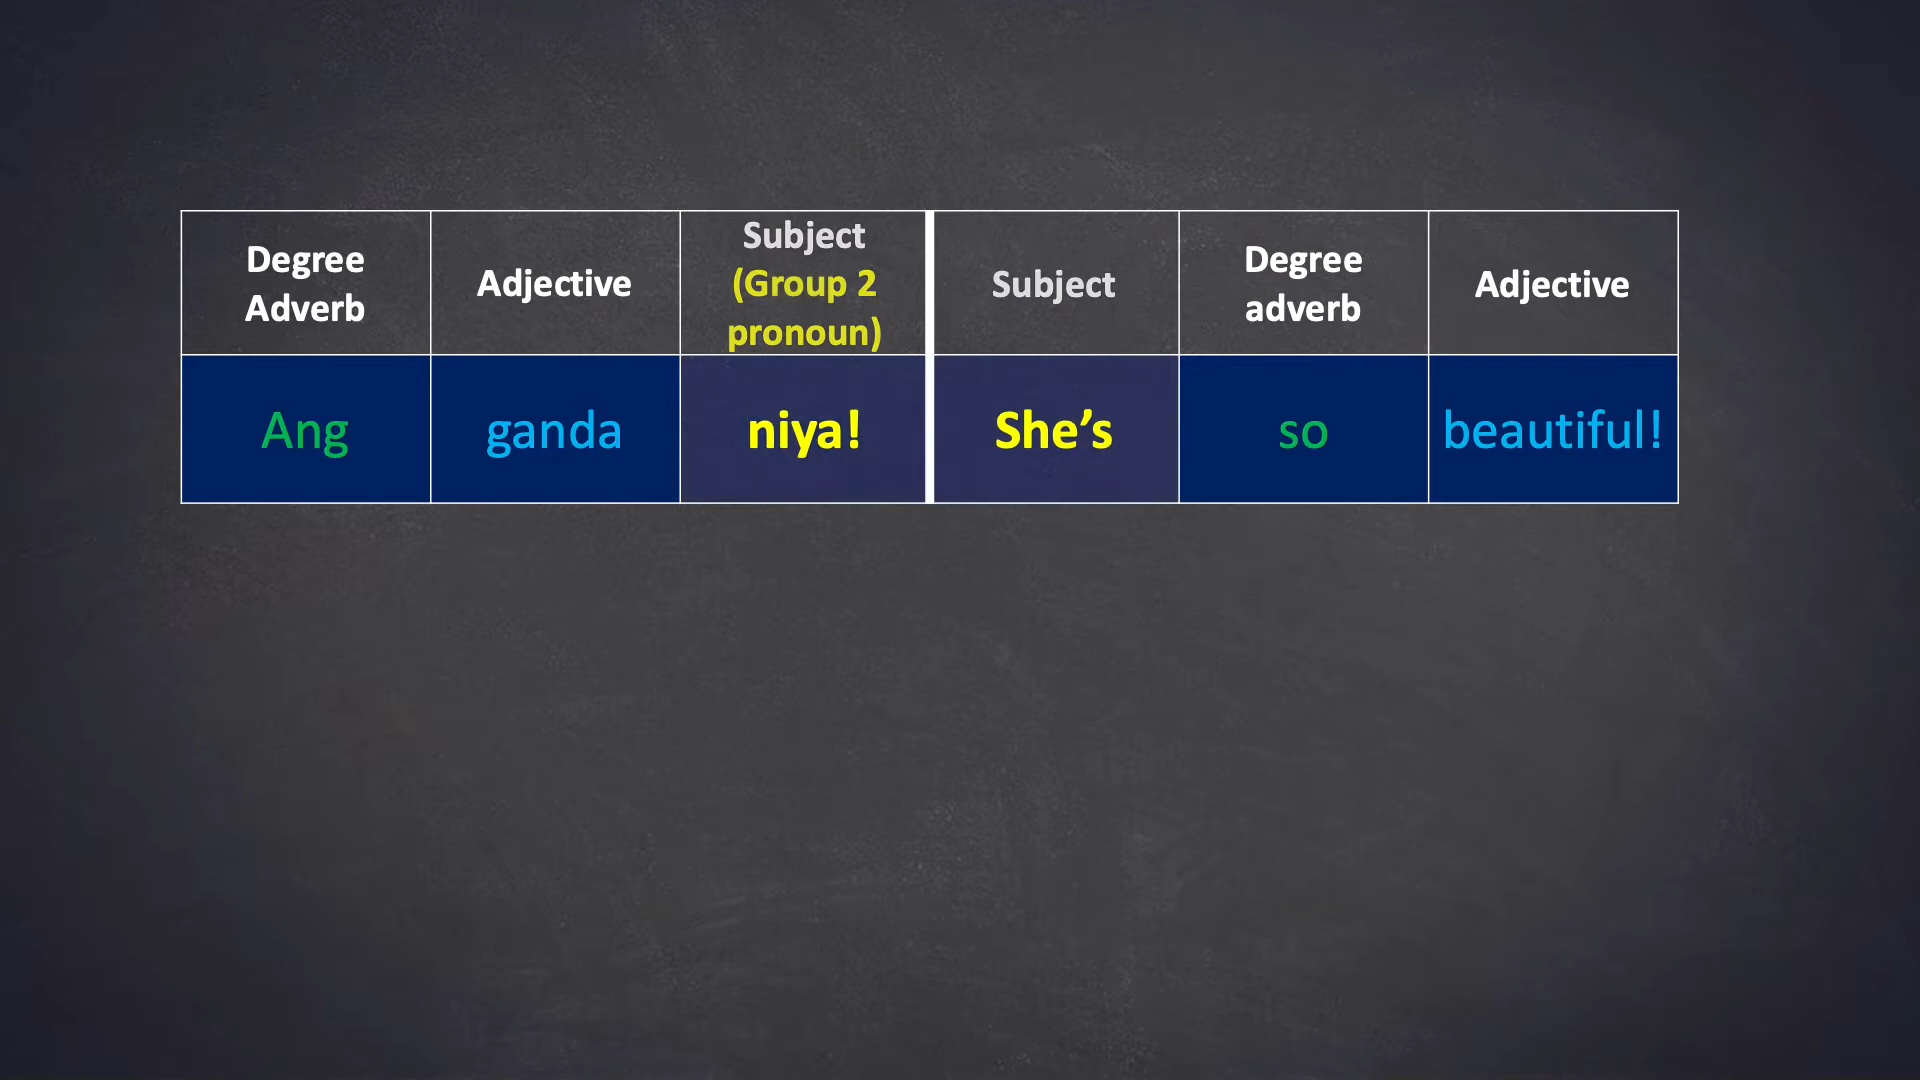 Degree
Adverb
Adjective
Subject
(Group 2
pronoun)
Subject
Degree
adverb
Adjective
Ang
ganda
niya!
She’s
so
beautiful!